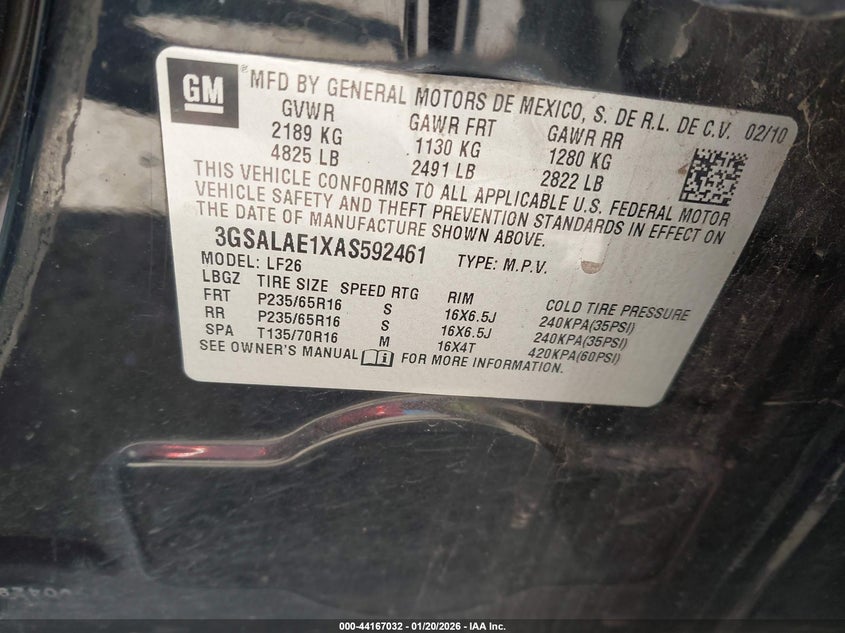 GM
® MFD BY GENERAL MOTORS DE MEXICO, S. DE R.L. DE C.V. 02/10
GVWR GAWR FRT GAWR RR
2189 KG 1130 KG 1280 KG
4825 LB 2491 LB 2822 LB
THIS VEHICLE CONFORMS TO ALL APPLICABLE U.S. FEDERAL MOTOR
VEHICLE SAFETY AND THEFT PREVENTION STANDARDS IN EFFECT ON
THE DATE OF MANUFACTURE SHOWN ABOVE.
3GSALAE1XAS592461 TYPE: M.P.V.
MODEL: LF26
LBGZ TIRE SIZE SPEED RTG RIM COLD TIRE PRESSURE
FRT P235/65R16 S 16X6.5J 240KPA(35PSI)
RR P235/65R16 S 16X6.5J 240KPA(35PSI)
SPA T135/70R16 M 16X4T 420KPA(60PSI)
SEE OWNER'S MANUAL i FOR MORE INFORMATION.
000-44167032 | 01/20/2026 - IAA Inc.